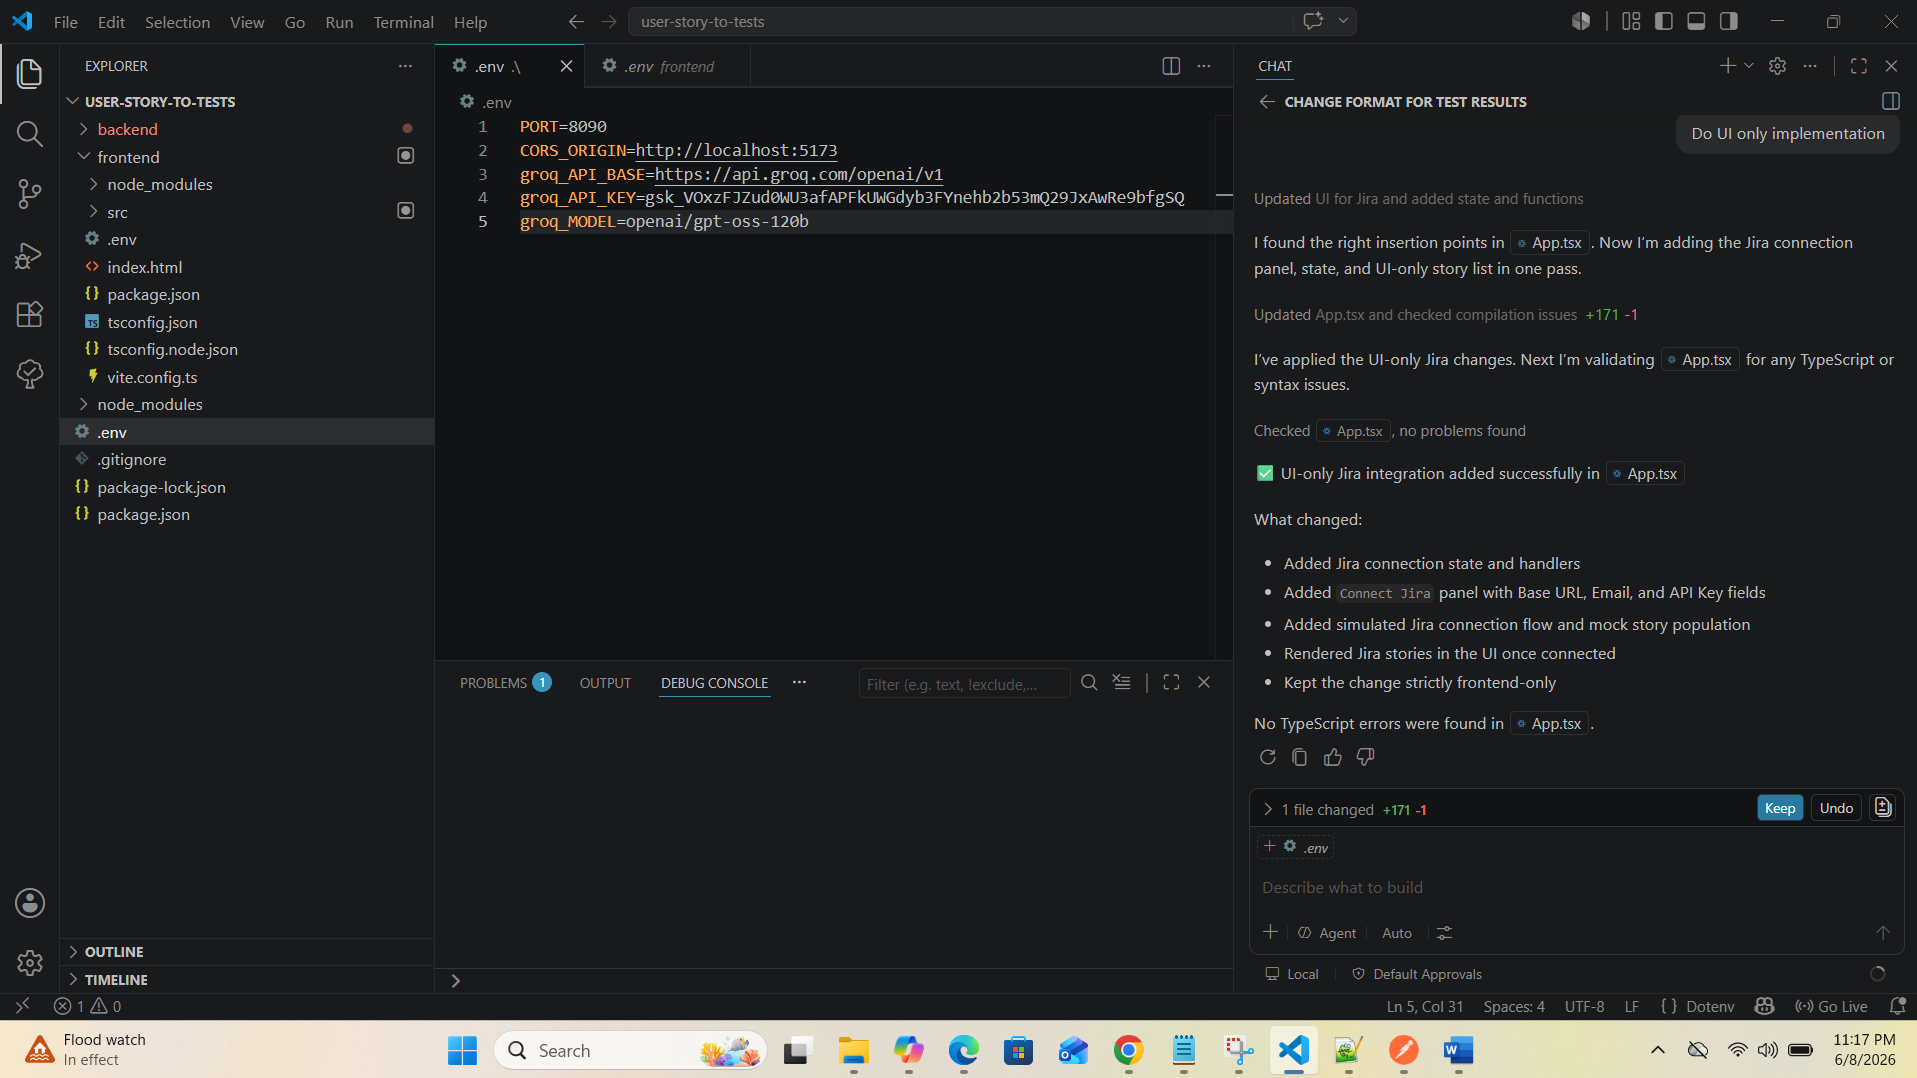 File Edit Selection View Go Run Terminal Help
user-story-to-tests
EXPLORER
USER-STORY-TO-TESTS
backend
frontend
node_modules
src
.env
index.html
package.json
tsconfig.json
tsconfig.node.json
vite.config.ts
node_modules
.env
.gitignore
package-lock.json
package.json
OUTLINE
TIMELINE
.env .\
.env frontend
.env
1 PORT=8090
2 CORS_ORIGIN=http://localhost:5173
3 groq_API_BASE=https://api.groq.com/openai/v1
4 groq_API_KEY=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
5 groq_MODEL=openai/gpt-oss-120b
PROBLEMS 1 OUTPUT DEBUG CONSOLE
Filter (e.g. text, !exclude,...
CHAT
CHANGE FORMAT FOR TEST RESULTS
Do UI only implementation
Updated UI for Jira and added state and functions
I found the right insertion points in App.tsx. Now I'm adding the Jira connection
panel, state, and UI-only story list in one pass.
Updated App.tsx and checked compilation issues +171 -1
I've applied the UI-only Jira changes. Next I'm validating App.tsx for any TypeScript or
syntax issues.
Checked App.tsx, no problems found
✅ UI-only Jira integration added successfully in App.tsx
What changed:
• Added Jira connection state and handlers
• Added Connect Jira panel with Base URL, Email, and API Key fields
• Added simulated Jira connection flow and mock story population
• Rendered Jira stories in the UI once connected
• Kept the change strictly frontend-only
No TypeScript errors were found in App.tsx.
1 file changed +171 -1
Keep Undo
.env
Describe what to build
Agent Auto
Local Default Approvals
1 0
Ln 5, Col 31 Spaces: 4 UTF-8 LF { } Dotenv Go Live
Flood watch
In effect
Search
11:17 PM
6/8/2026